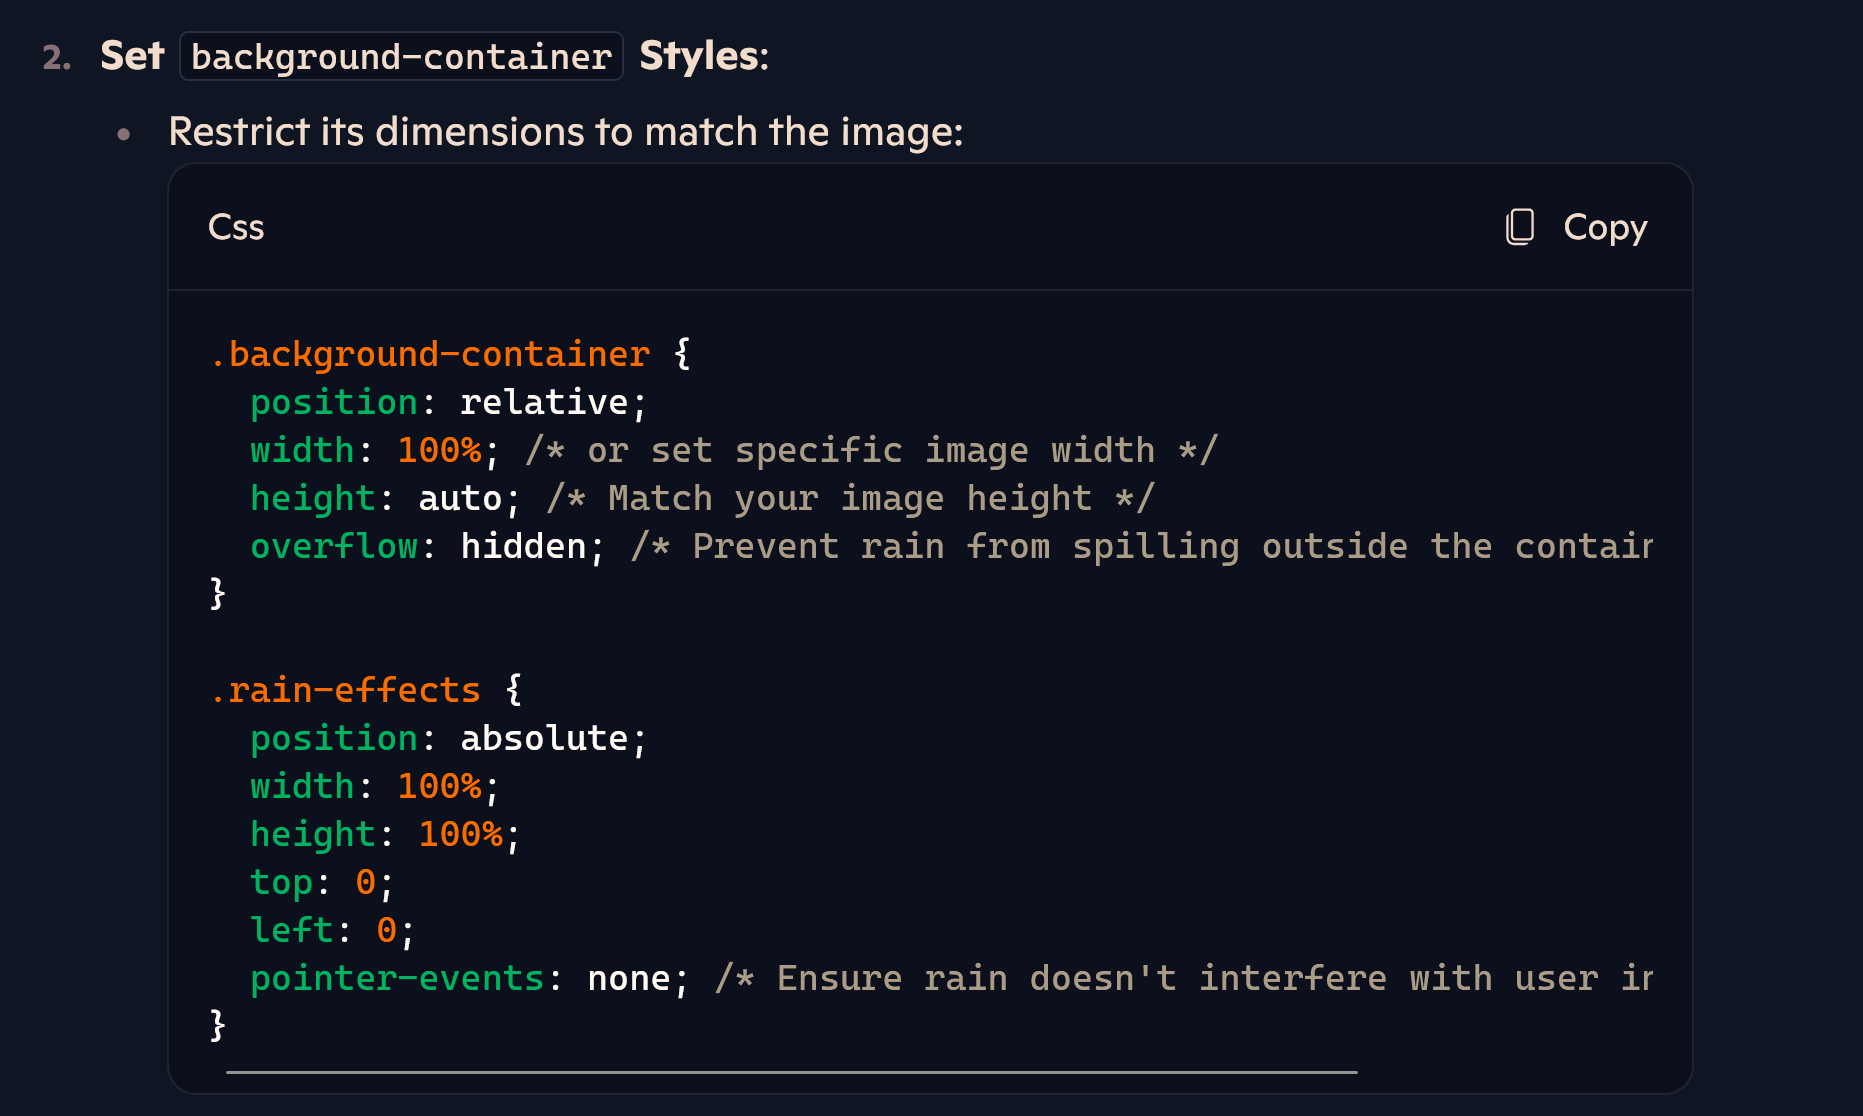 2. Set background-container Styles:
• Restrict its dimensions to match the image:
Css
Copy
.background-container {
  position: relative;
  width: 100%; /* or set specific image width */
  height: auto; /* Match your image height */
  overflow: hidden; /* Prevent rain from spilling outside the
}

.rain-effects {
  position: absolute;
  width: 100%;
  height: 100%;
  top: 0;
  left: 0;
  pointer-events: none; /* Ensure rain doesn't interfere with user
}